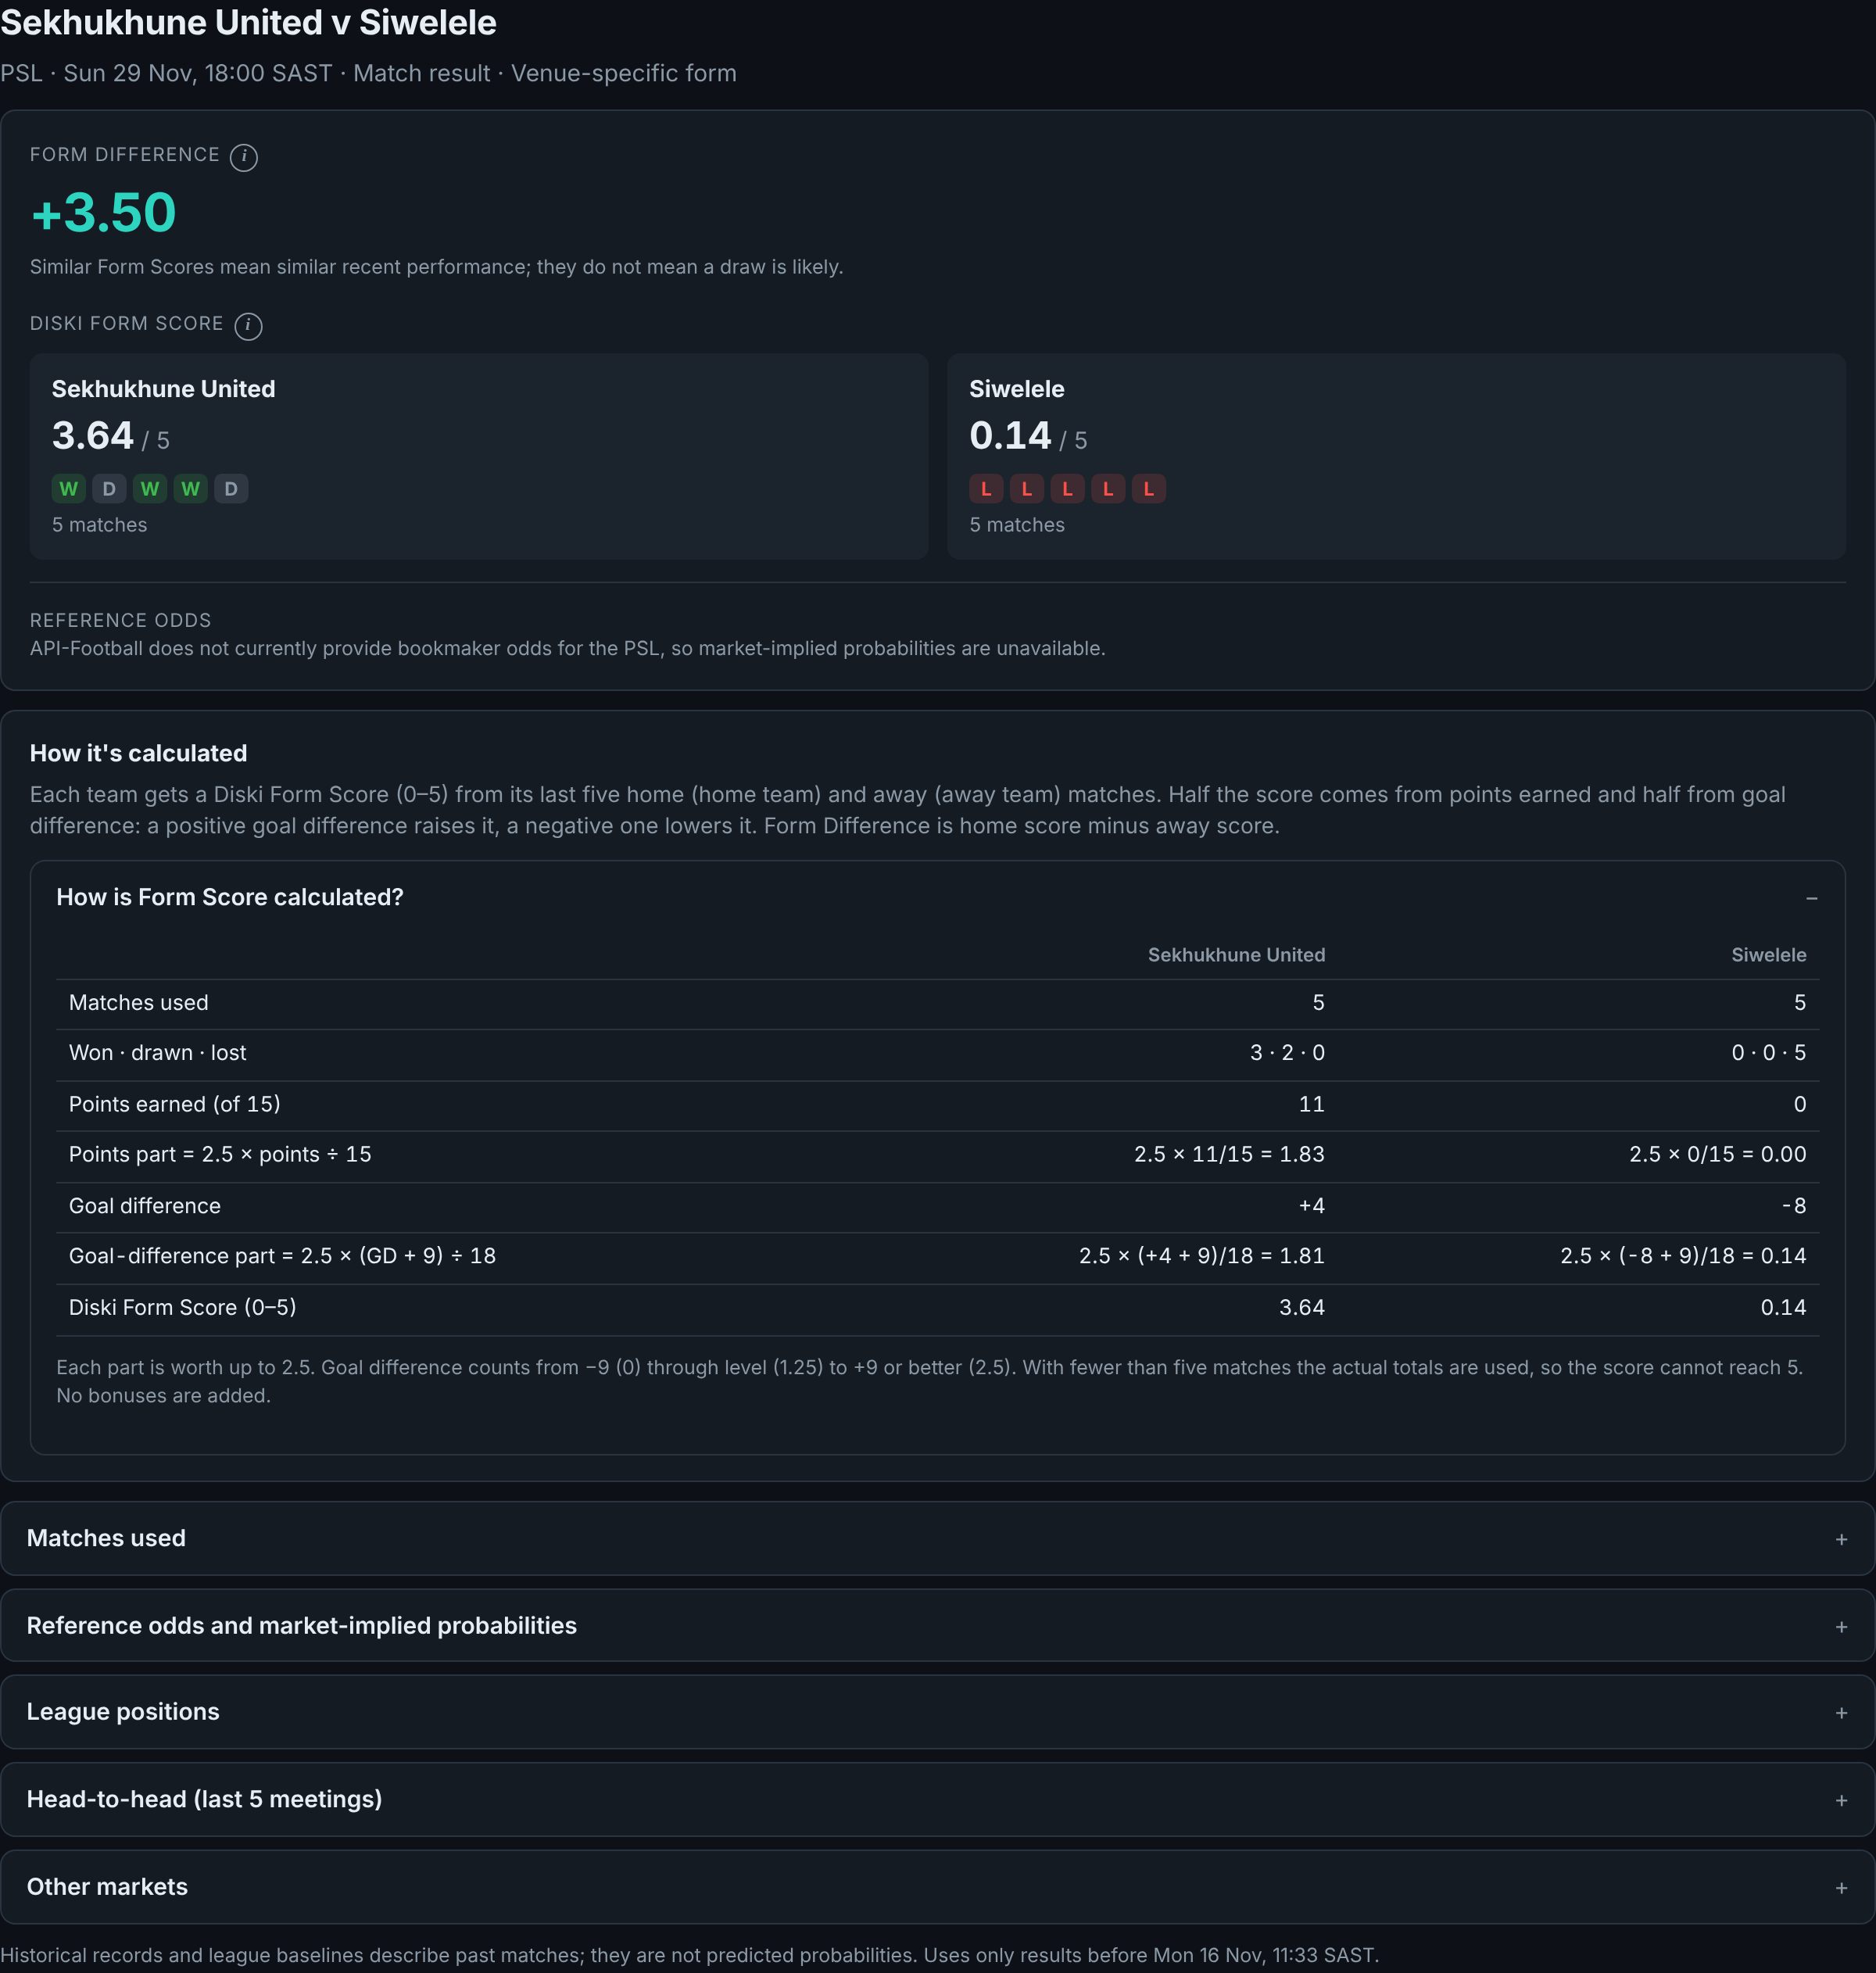 Sekhukhune United v Siwelele
PSL · Sun 29 Nov, 18:00 SAST · Match result · Venue-specific form
FORM DIFFERENCE i
+3.50
Similar Form Scores mean similar recent performance; they do not mean a draw is likely.
DISKI FORM SCORE i
Sekhukhune United
3.64 / 5
W D W W D
5 matches
Siwelele
0.14 / 5
L L L L L
5 matches
REFERENCE ODDS
API-Football does not currently provide bookmaker odds for the PSL, so market-implied probabilities are unavailable.
How it's calculated
Each team gets a Diski Form Score (0–5) from its last five home (home team) and away (away team) matches. Half the score comes from points earned and half from goal
difference: a positive goal difference raises it, a negative one lowers it. Form Difference is home score minus away score.
How is Form Score calculated? −
Sekhukhune United Siwelele
Matches used 5 5
Won · drawn · lost 3 · 2 · 0 0 · 0 · 5
Points earned (of 15) 11 0
Points part = 2.5 × points ÷ 15 2.5 × 11/15 = 1.83 2.5 × 0/15 = 0.00
Goal difference +4 -8
Goal-difference part = 2.5 × (GD + 9) ÷ 18 2.5 × (+4 + 9)/18 = 1.81 2.5 × (-8 + 9)/18 = 0.14
Diski Form Score (0–5) 3.64 0.14
Each part is worth up to 2.5. Goal difference counts from −9 (0) through level (1.25) to +9 or better (2.5). With fewer than five matches the actual totals are used, so the score cannot reach 5.
No bonuses are added.
Matches used +
Reference odds and market-implied probabilities +
League positions +
Head-to-head (last 5 meetings) +
Other markets +
Historical records and league baselines describe past matches; they are not predicted probabilities. Uses only results before Mon 16 Nov, 11:33 SAST.